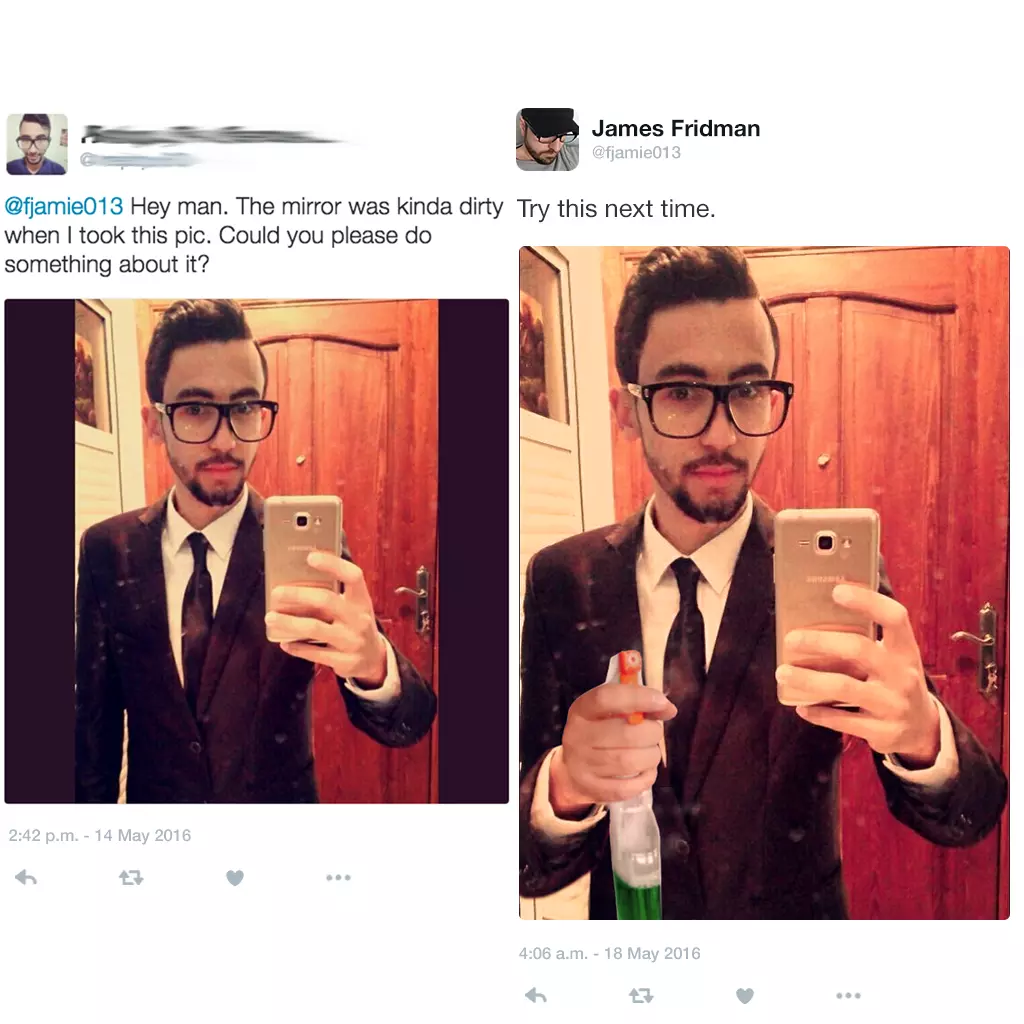 @fjamie013 Hey man. The mirror was kinda dirty
when I took this pic. Could you please do
something about it?
2:42 p.m. - 14 May 2016
James Fridman
@fjamie013
Try this next time.
4:06 a.m. - 18 May 2016